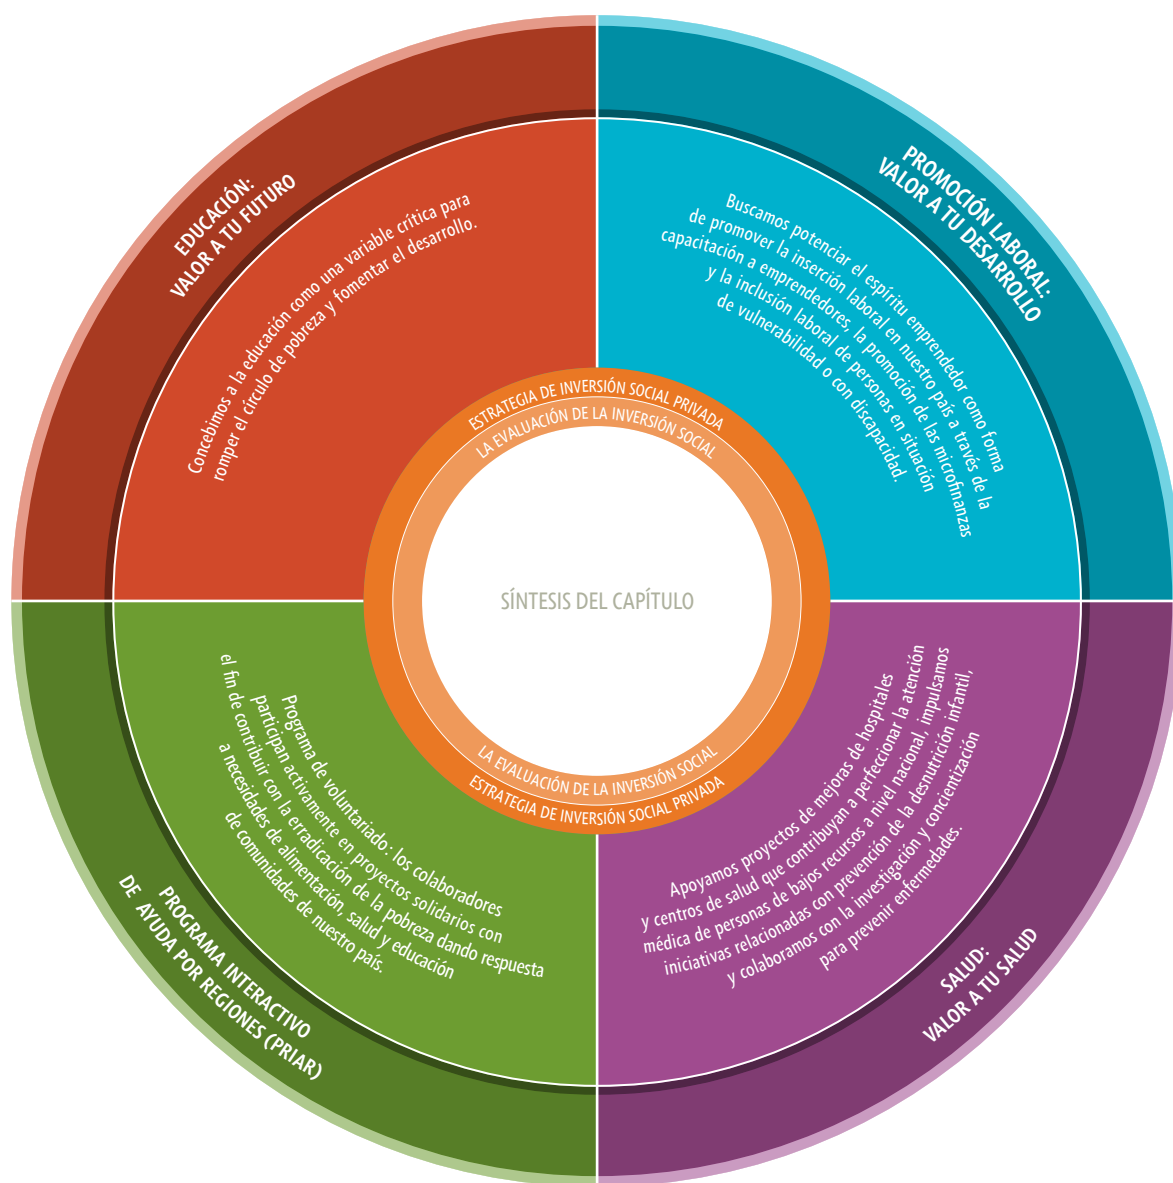 EDUCACIÓN:
VALOR A TU FUTURO
Concebimos a la educación como una variable crítica para
romper el círculo de pobreza y fomentar el desarrollo.
PROMOCIÓN LABORAL:
VALOR A TU DESARROLLO
Buscamos potenciar el espíritu emprendedor como forma
de promover la inserción laboral en nuestro país a través de la
capacitación a emprendedores, la promoción de las microfinanzas
y la inclusión laboral de personas en situación
de vulnerabilidad o con discapacidad.
ESTRATEGIA DE INVERSIÓN SOCIAL PRIVADA
LA EVALUACIÓN DE LA INVERSIÓN SOCIAL
SÍNTESIS DEL CAPÍTULO
LA EVALUACIÓN DE LA INVERSIÓN SOCIAL
ESTRATEGIA DE INVERSIÓN SOCIAL PRIVADA
Programa de voluntariado: los colaboradores
participan activamente en proyectos solidarios con
el fin de contribuir con la erradicación de la pobreza dando respuesta
a necesidades de alimentación, salud y educación
de comunidades de nuestro país.
PROGRAMA INTERACTIVO
DE AYUDA POR REGIONES (PRIAR)
Apoyamos proyectos de mejoras de hospitales
y centros de salud que contribuyan a perfeccionar la atención
médica de personas de bajos recursos a nivel nacional, impulsamos
iniciativas relacionadas con prevención de la desnutrición infantil,
y colaboramos con la investigación y concientización
para prevenir enfermedades.
SALUD:
VALOR A TU SALUD